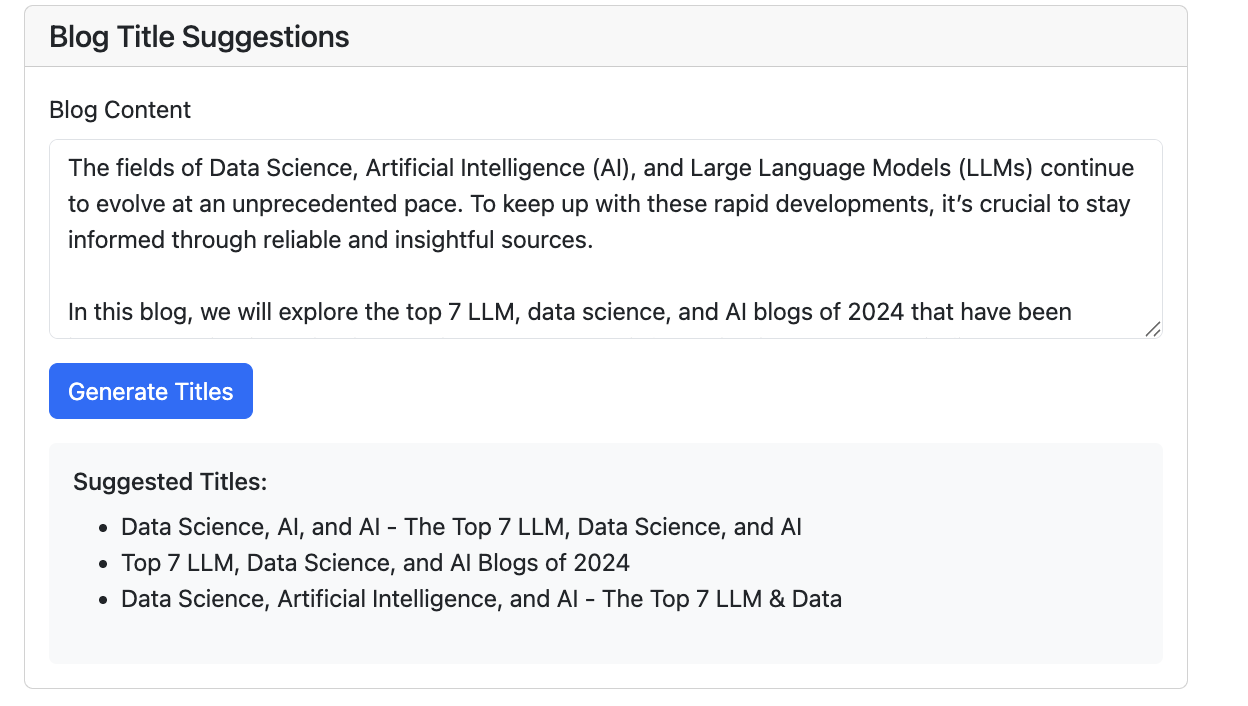 Blog Title Suggestions
Blog Content
The fields of Data Science, Artificial Intelligence (AI), and Large Language Models (LLMs) continue
to evolve at an unprecedented pace. To keep up with these rapid developments, it’s crucial to stay
informed through reliable and insightful sources.
In this blog, we will explore the top 7 LLM, data science, and AI blogs of 2024 that have been
Generate Titles
Suggested Titles:
• Data Science, AI, and AI - The Top 7 LLM, Data Science, and AI
• Top 7 LLM, Data Science, and AI Blogs of 2024
• Data Science, Artificial Intelligence, and AI - The Top 7 LLM & Data